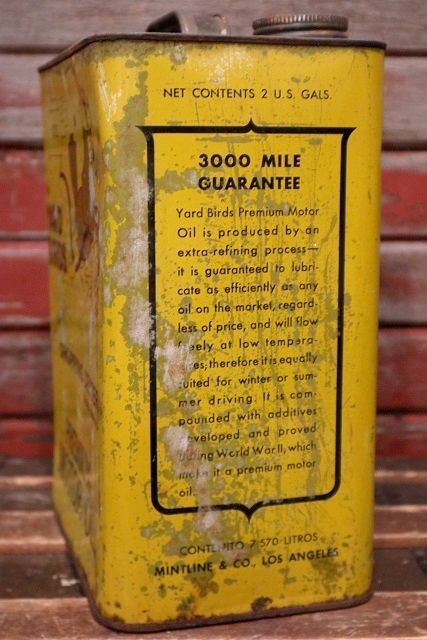 NET CONTENTS 2 U.S. GALS.
3000 MILE
GUARANTEE
Yard Birds Premium Motor
Oil is produced by an
extra-refining process—
it is guaranteed to lubri-
cate as efficiently as any
oil on the market, regard-
less of price, and will flow
freely at low tempera-
tures; therefore it is equally
suited for winter or sum-
mer driving. It is com-
pounded with additives
developed and proved
during World War II, which
make it a premium motor
oil.
CONTENIDO 7.570 LITROS
MINTLINE & CO., LOS ANGELES